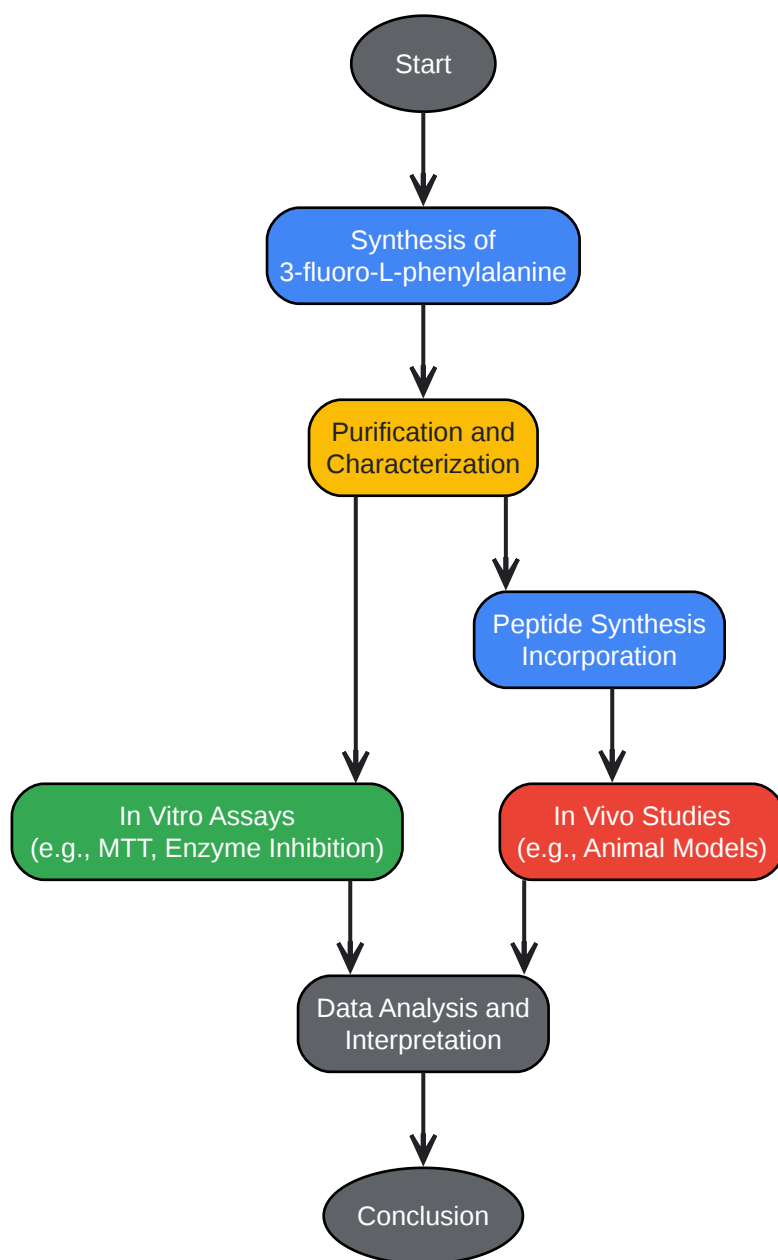 Start
Synthesis of
3-fluoro-L-phenylalanine
Purification and
Characterization
Peptide Synthesis
Incorporation
In Vitro Assays
(e.g., MTT, Enzyme Inhibition)
In Vivo Studies
(e.g., Animal Models)
Data Analysis and
Interpretation
Conclusion